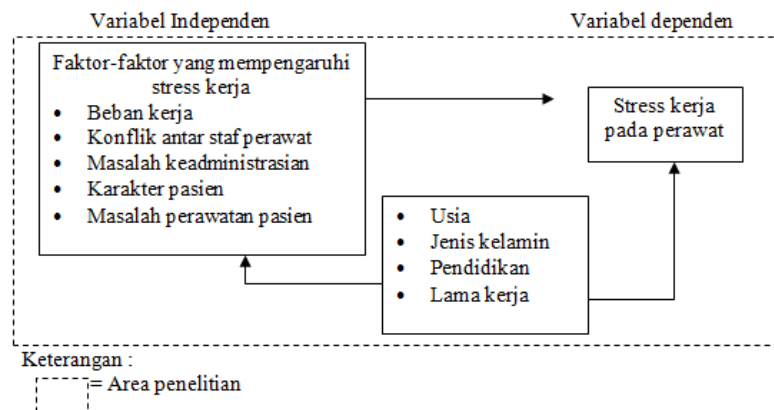 Variabel Independen
Variabel dependen
Faktor-faktor yang mempengaruhi
stress kerja
• Beban kerja
• Konflik antar staf perawat
• Masalah keadministrasian
• Karakter pasien
• Masalah perawatan pasien
Stress kerja
pada perawat
• Usia
• Jenis kelamin
• Pendidikan
• Lama kerja
Keterangan :
= Area penelitian